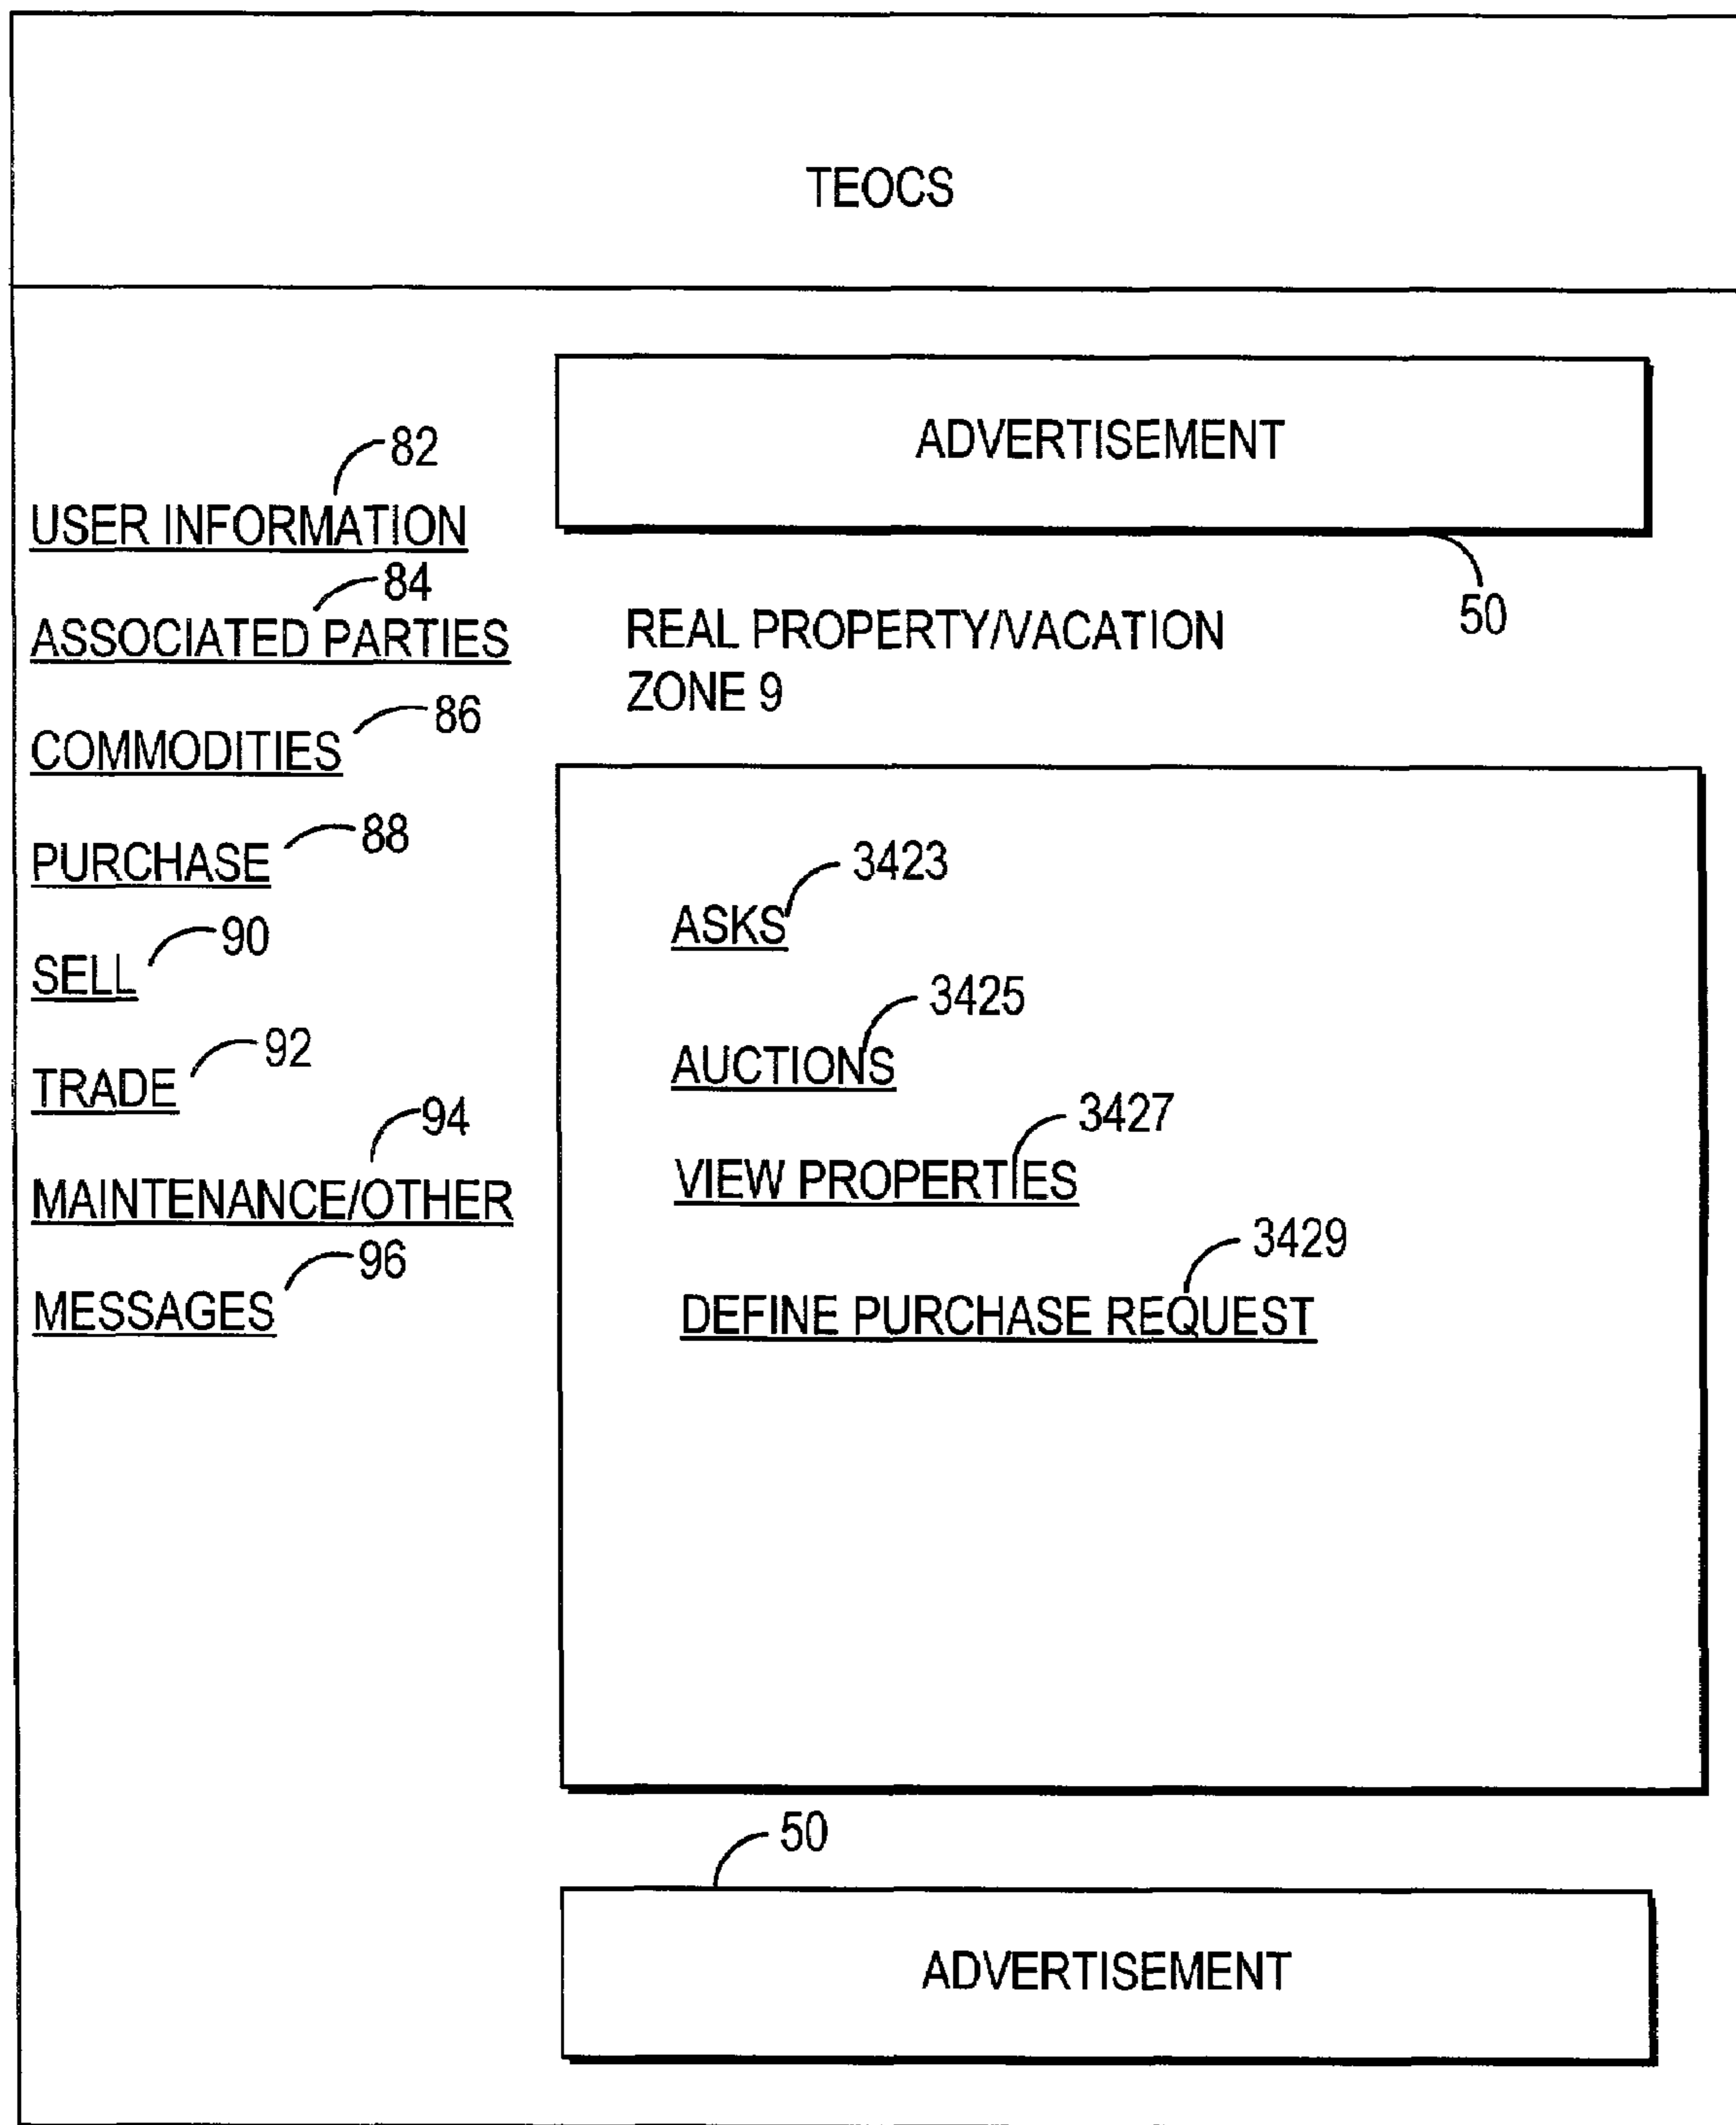 TEOCS
ADVERTISEMENT
50
82
USER INFORMATION
84
ASSOCIATED PARTIES
86
COMMODITIES
88
PURCHASE
90
SELL
92
TRADE
94
MAINTENANCE/OTHER
96
MESSAGES
REAL PROPERTY/VACATION
ZONE 9
3423
ASKS
3425
AUCTIONS
3427
VIEW PROPERTIES
3429
DEFINE PURCHASE REQUEST
50
ADVERTISEMENT